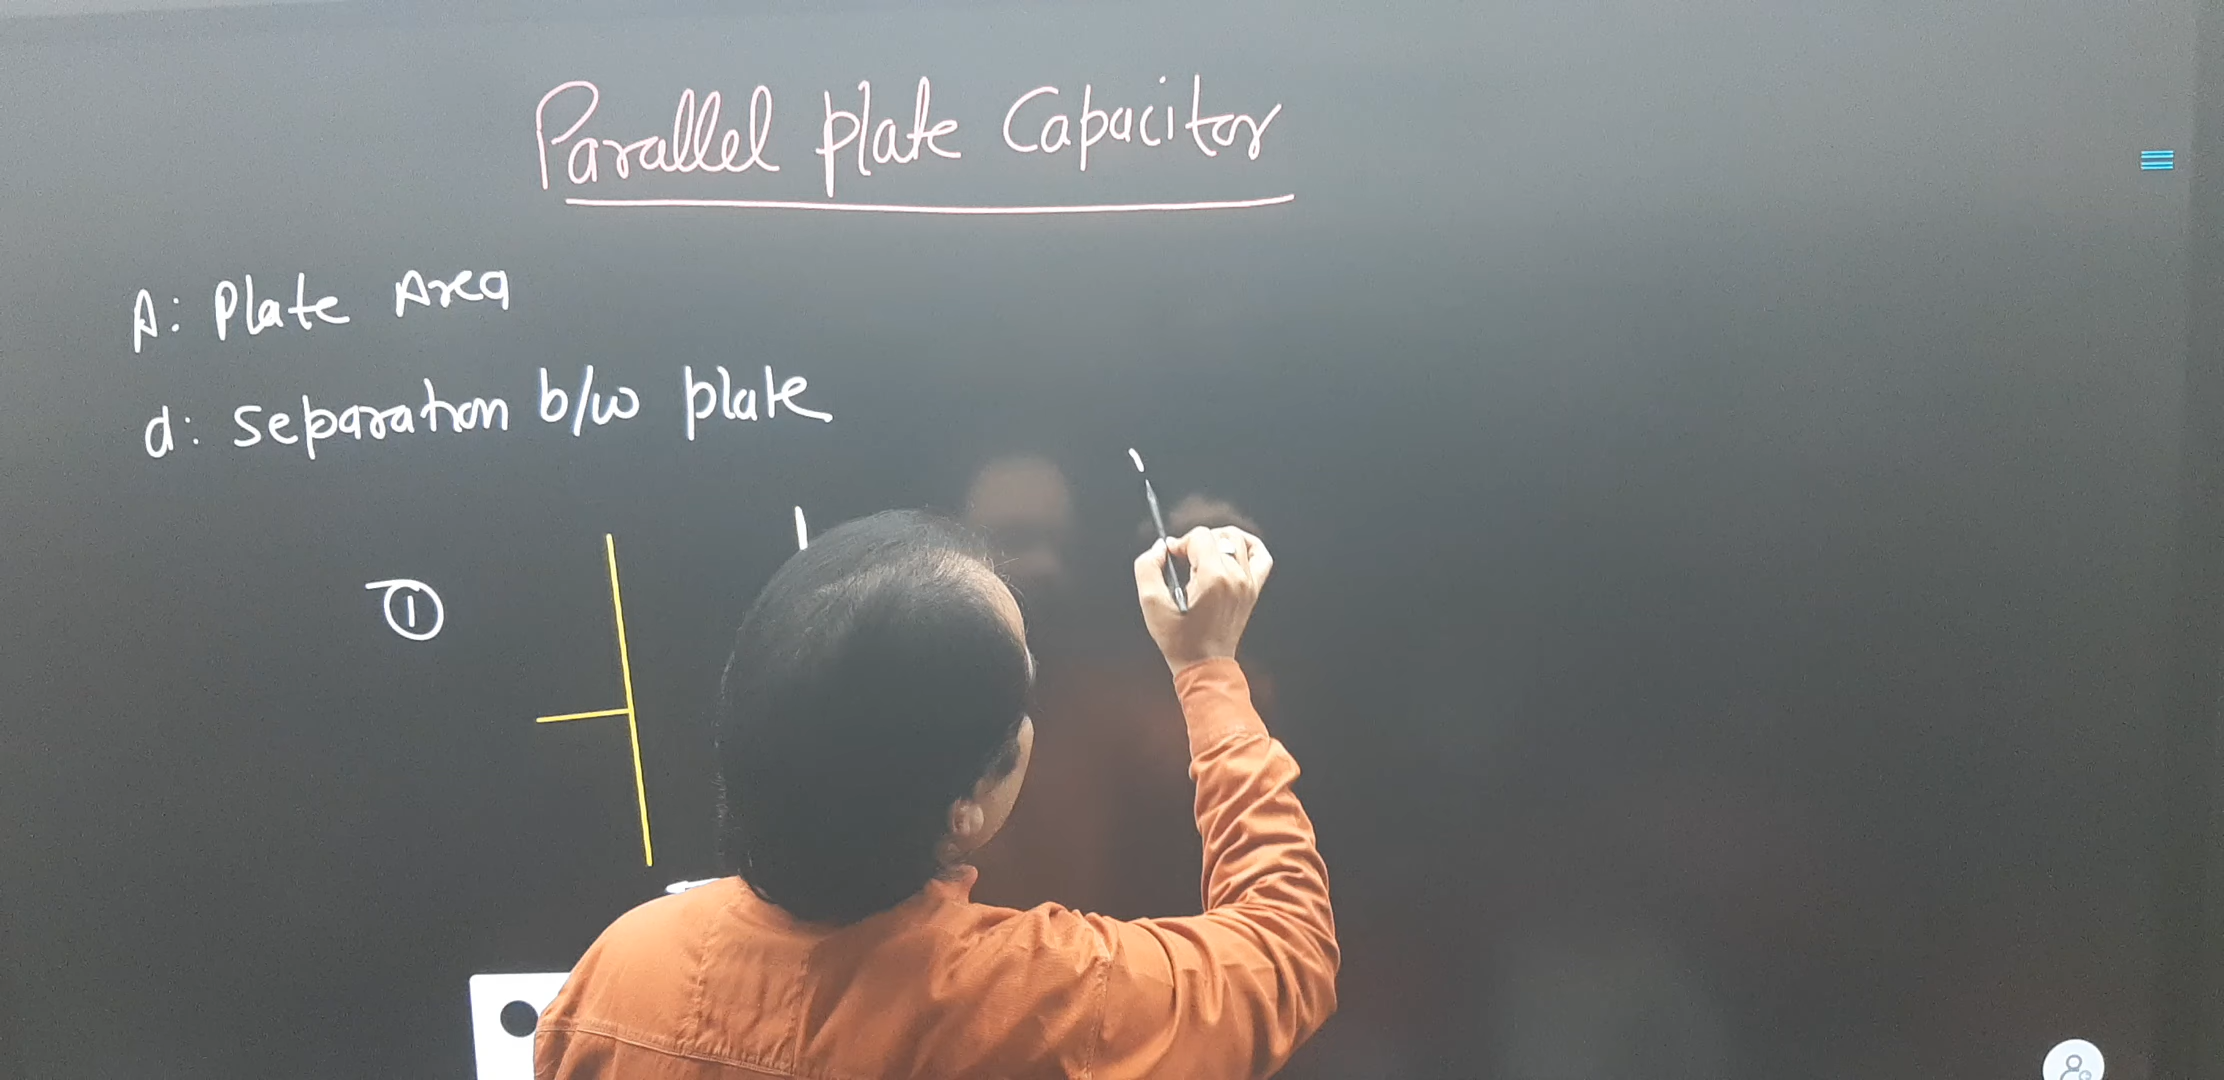 Parallel plate Capacitor
A: Plate Area
d: Separation b/w plate
①